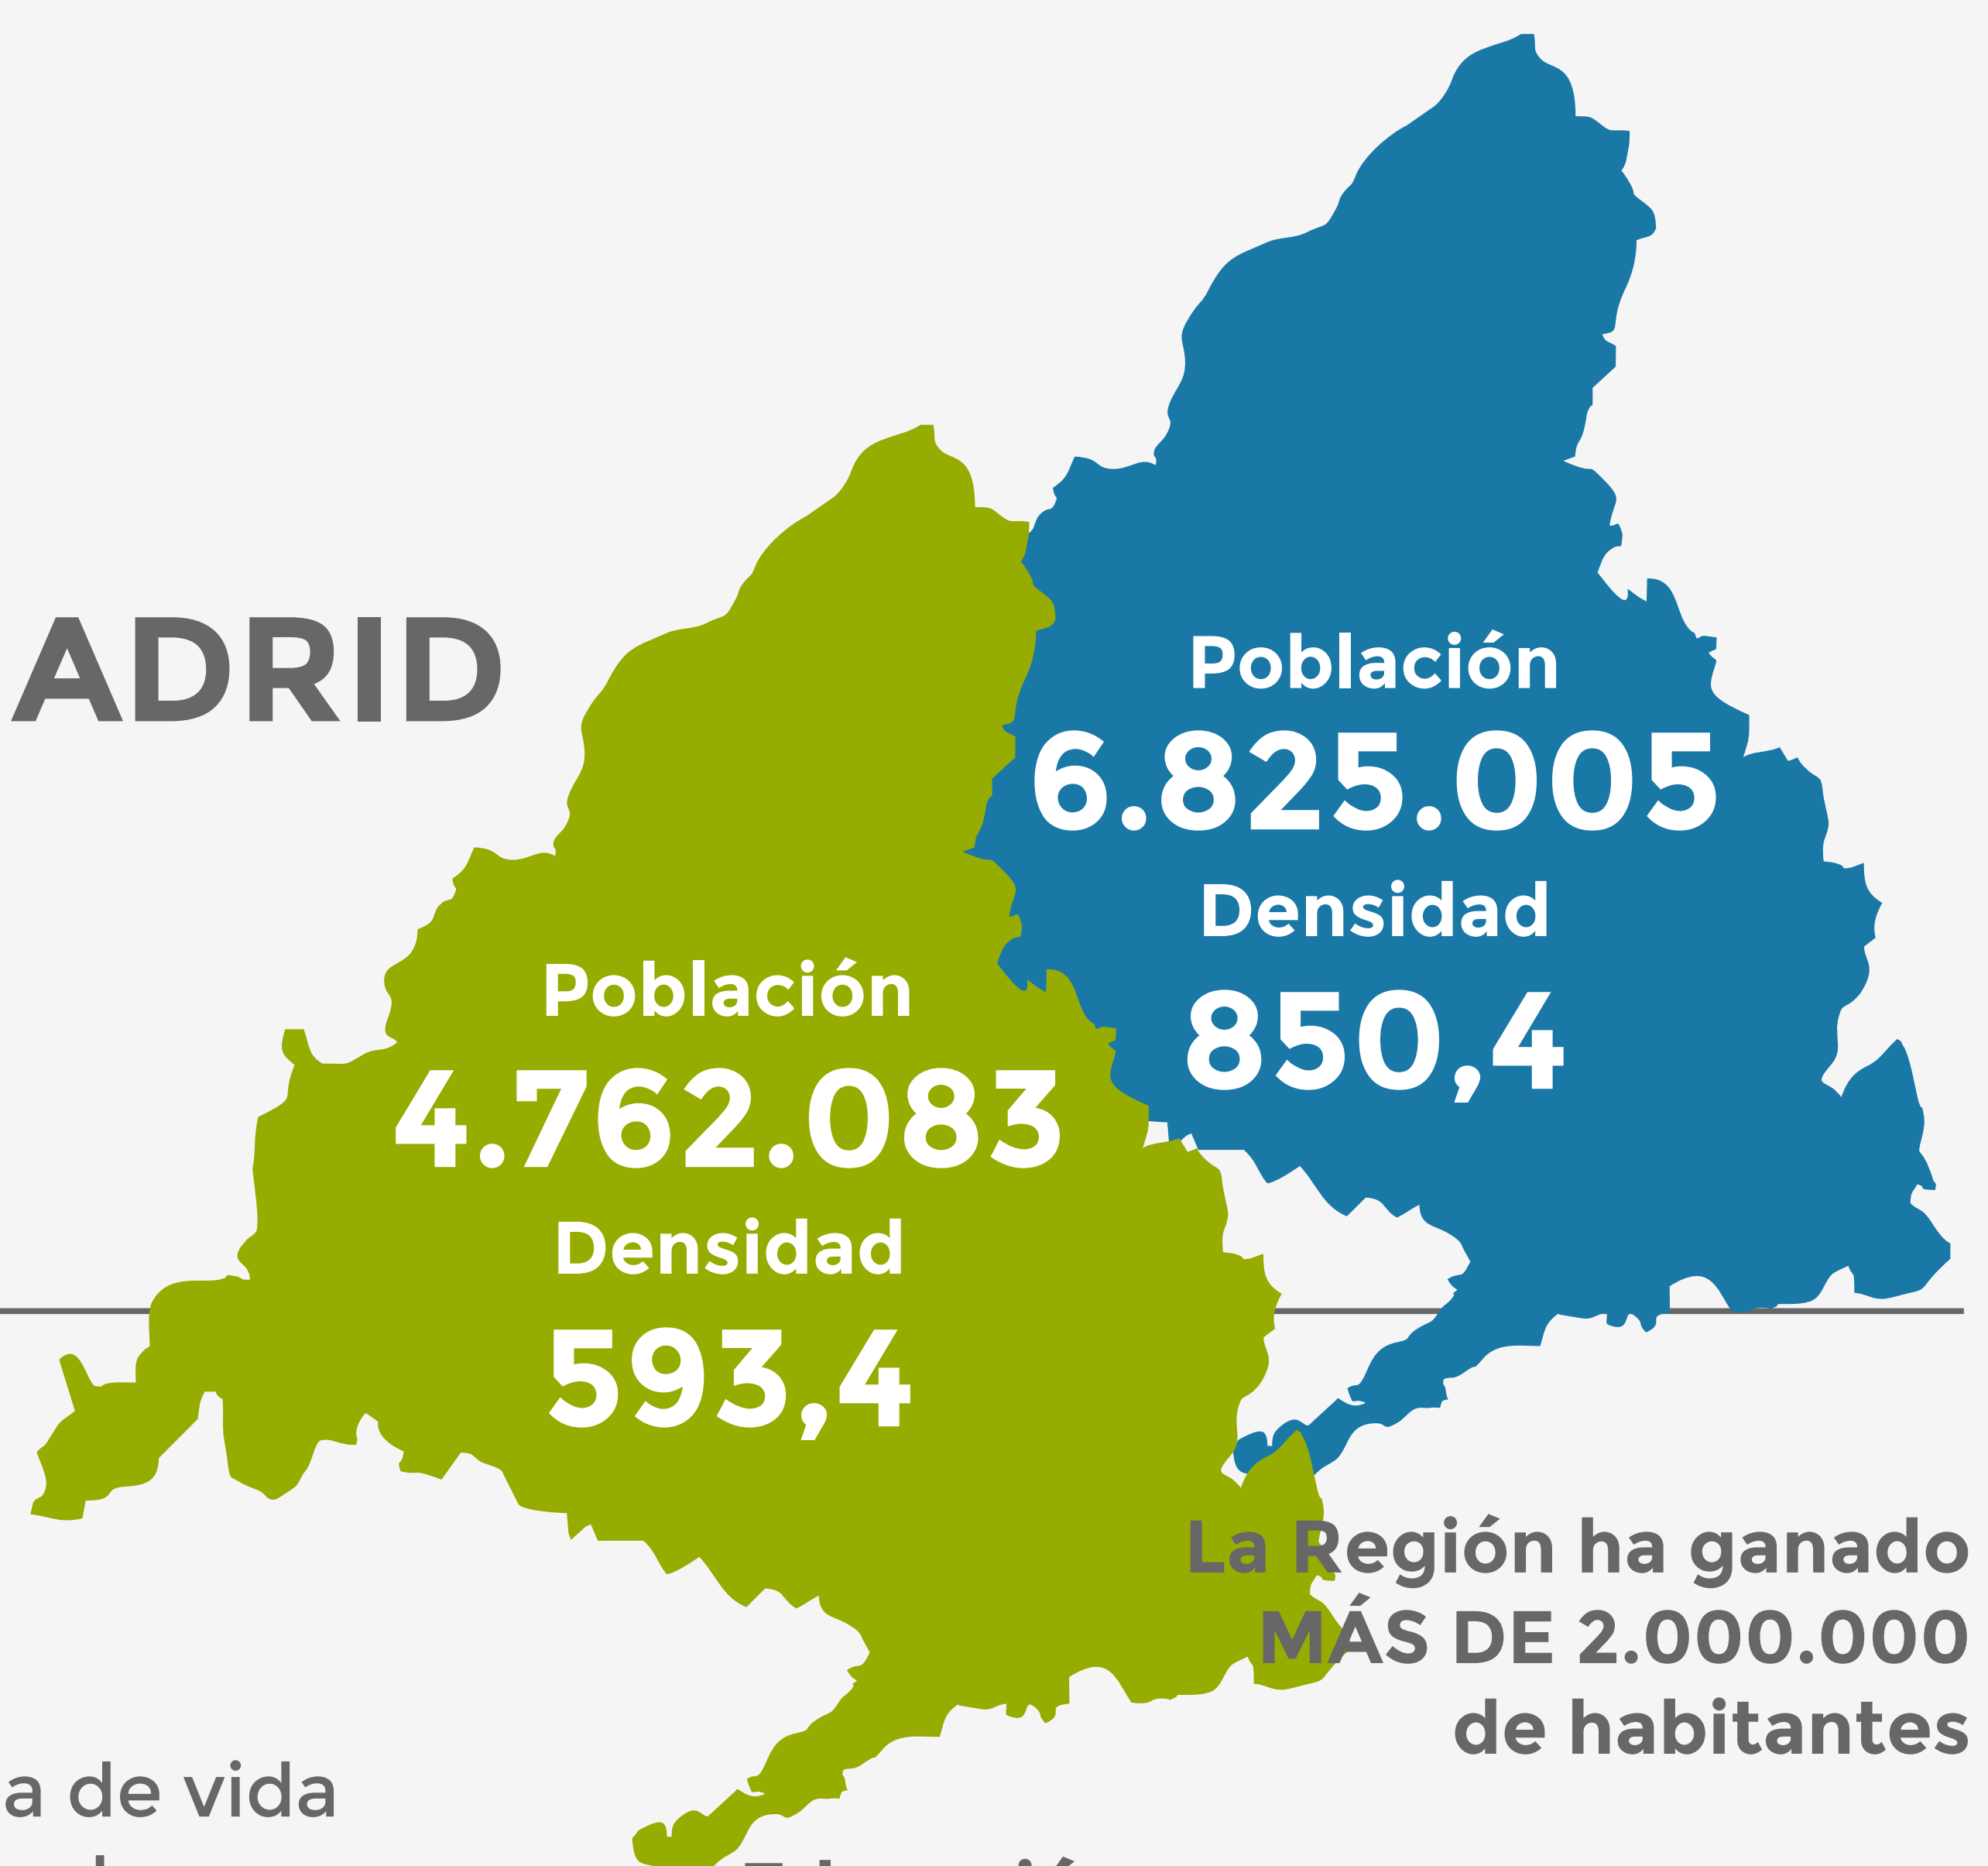 ADRID
Población
6.825.005
Densidad
850,4
Población
4.762.083
Densidad
593,4
La Región ha ganado
MÁS DE 2.000.000
de habitantes
a de vida